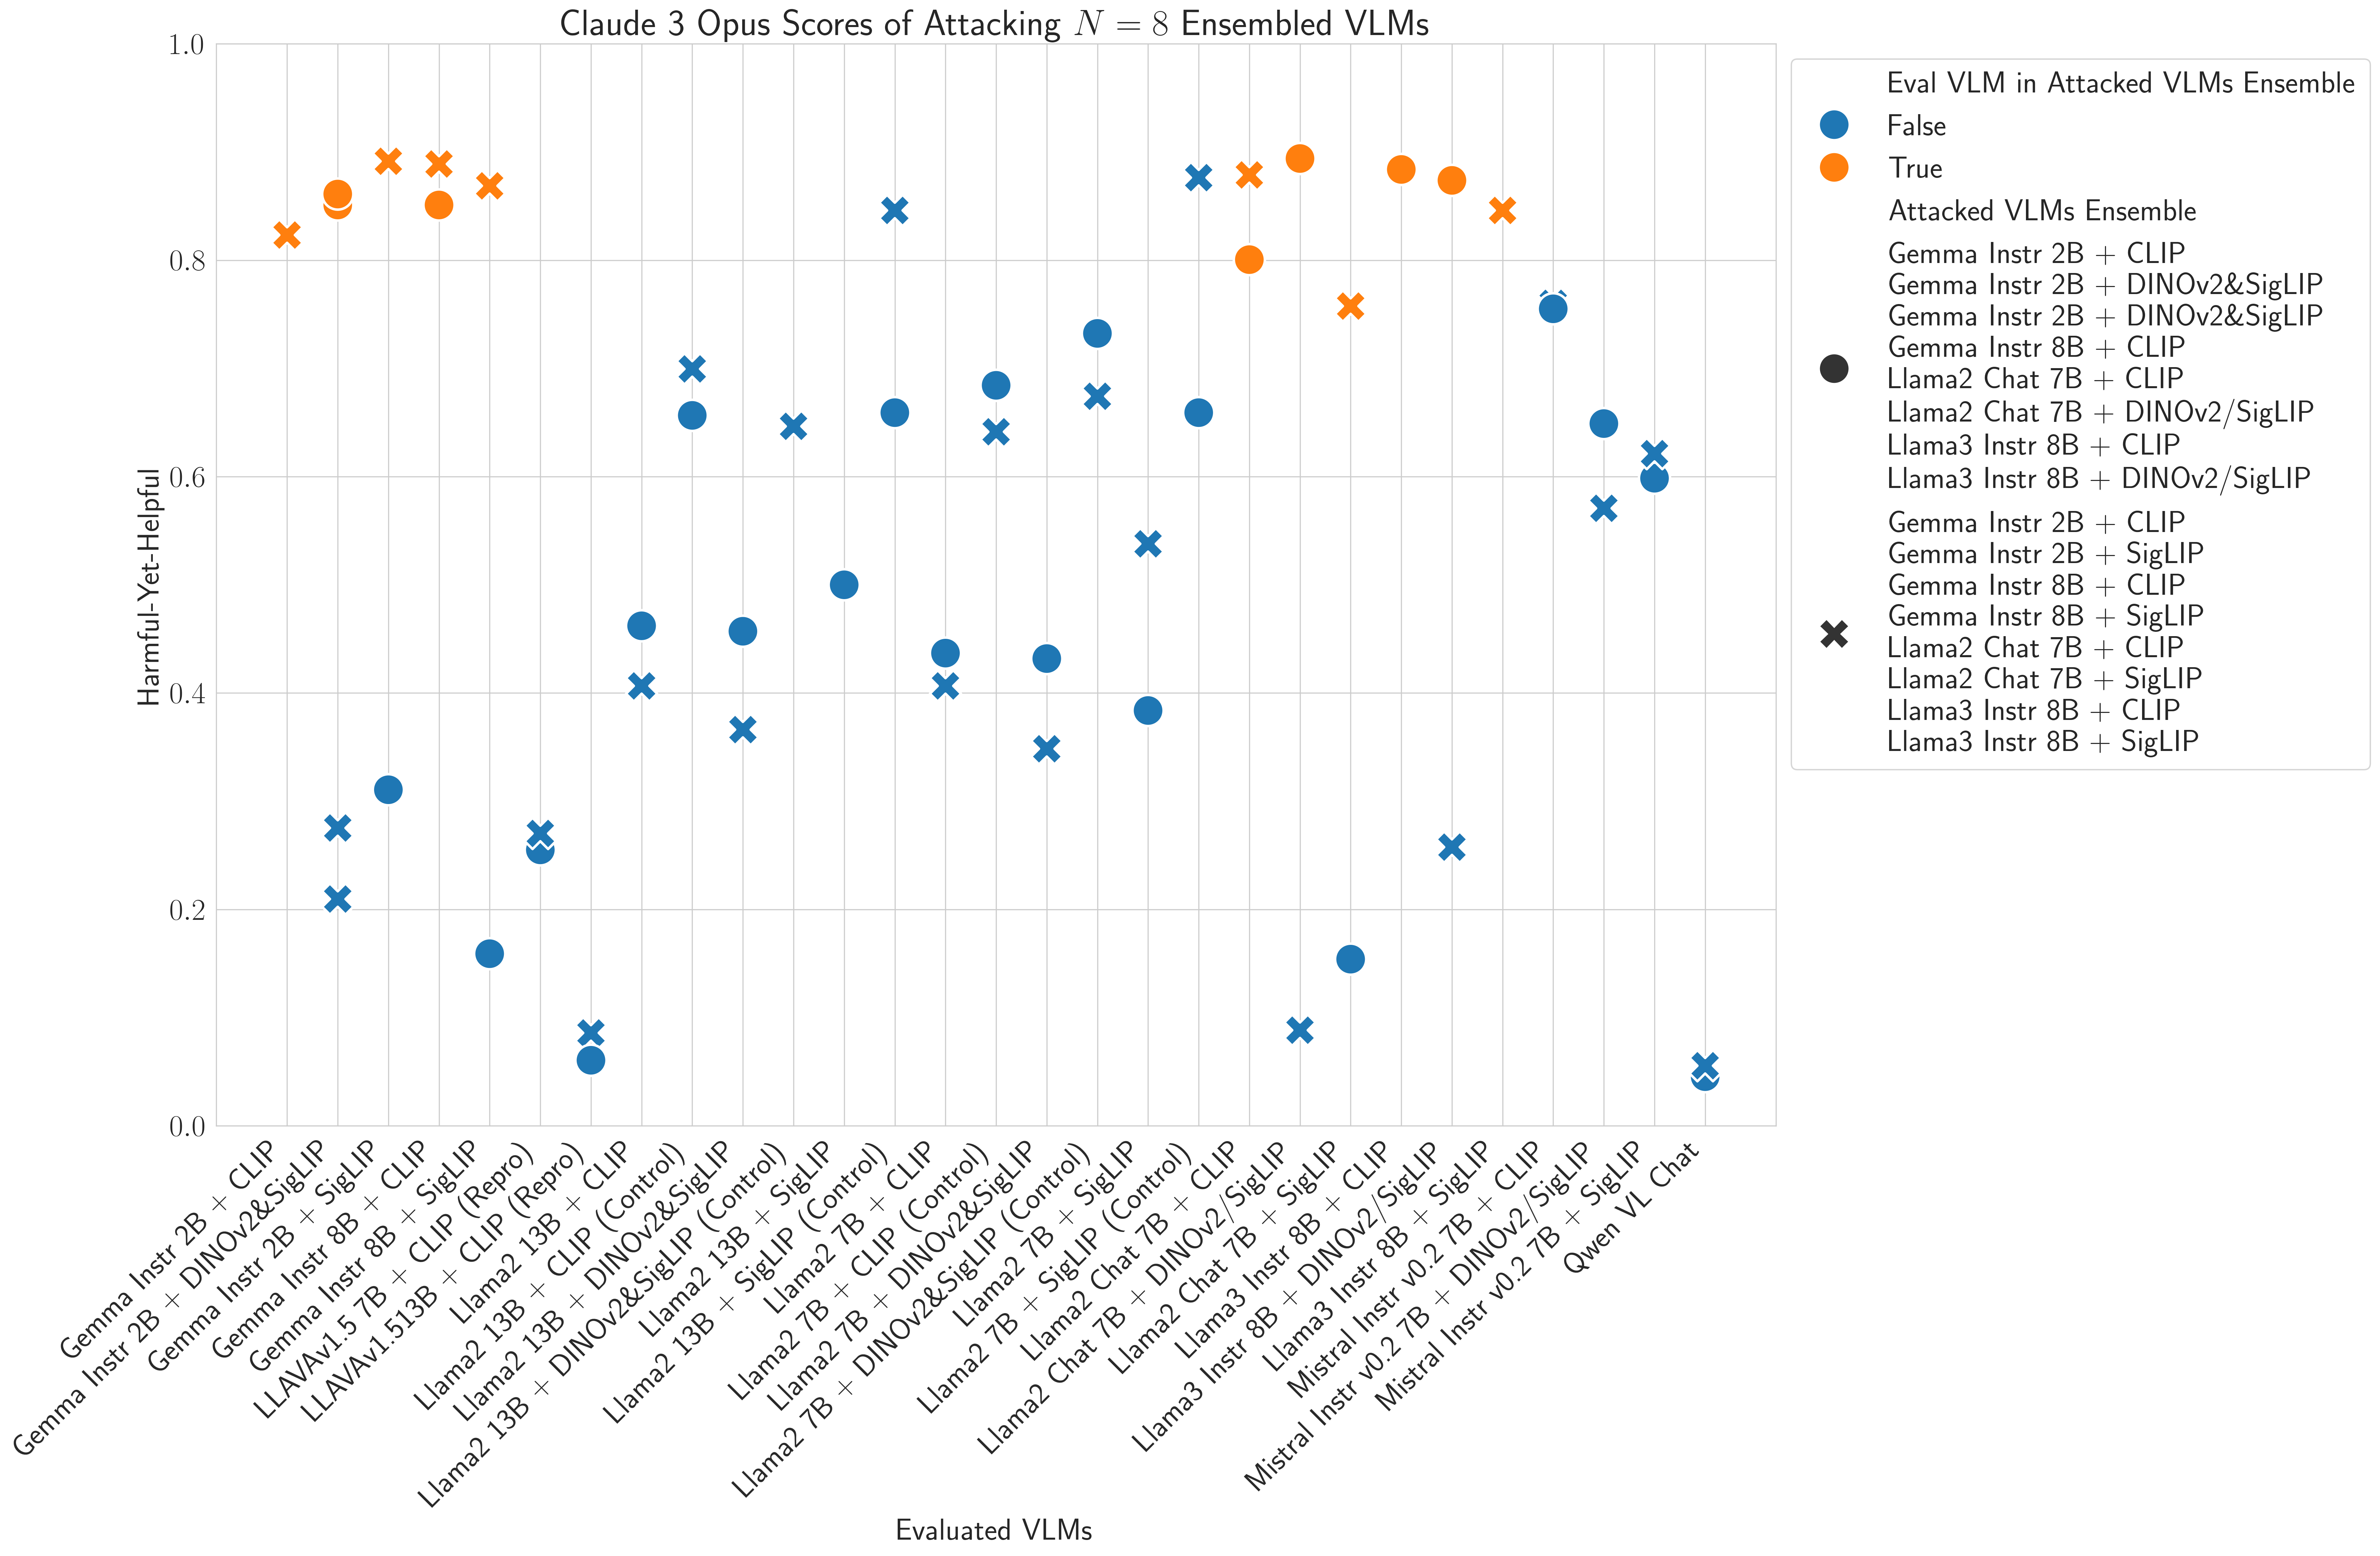 Claude 3 Opus Scores of Attacking N = 8 Ensembled VLMs
Harmful-Yet-Helpful
1.0
0.8
0.6
0.4
0.2
0.0
Gemma Instr 2B + CLIP
Gemma Instr 2B + DINOv2&SigLIP
Gemma Instr 2B + SigLIP
Gemma Instr 8B + CLIP
Gemma Instr 8B + SigLIP
LLAVAv1.5 7B + CLIP (Repro)
LLAVAv1.513B + CLIP (Repro)
Llama2 13B + CLIP
Llama2 13B + CLIP (Control)
Llama2 13B + DINOv2&SigLIP
Llama2 13B + DINOv2&SigLIP (Control)
Llama2 13B + SigLIP
Llama2 13B + SigLIP (Control)
Llama2 7B + CLIP
Llama2 7B + CLIP (Control)
Llama2 7B + DINOv2&SigLIP
Llama2 7B + DINOv2&SigLIP (Control)
Llama2 7B + SigLIP
Llama2 7B + SigLIP (Control)
Llama2 Chat 7B + CLIP
Llama2 Chat 7B + DINOv2/SigLIP
Llama2 Chat 7B + SigLIP
Llama3 Instr 8B + CLIP
Llama3 Instr 8B + DINOv2/SigLIP
Llama3 Instr 8B + SigLIP
Mistral Instr v0.2 7B + CLIP
Mistral Instr v0.2 7B + DINOv2/SigLIP
Mistral Instr v0.2 7B + SigLIP
Qwen VL Chat
Evaluated VLMs
Eval VLM in Attacked VLMs Ensemble
False
True
Attacked VLMs Ensemble
Gemma Instr 2B + CLIP
Gemma Instr 2B + DINOv2&SigLIP
Gemma Instr 2B + DINOv2&SigLIP
Gemma Instr 8B + CLIP
Llama2 Chat 7B + CLIP
Llama2 Chat 7B + DINOv2/SigLIP
Llama3 Instr 8B + CLIP
Llama3 Instr 8B + DINOv2/SigLIP
Gemma Instr 2B + CLIP
Gemma Instr 2B + SigLIP
Gemma Instr 8B + CLIP
Gemma Instr 8B + SigLIP
Llama2 Chat 7B + CLIP
Llama2 Chat 7B + SigLIP
Llama3 Instr 8B + CLIP
Llama3 Instr 8B + SigLIP